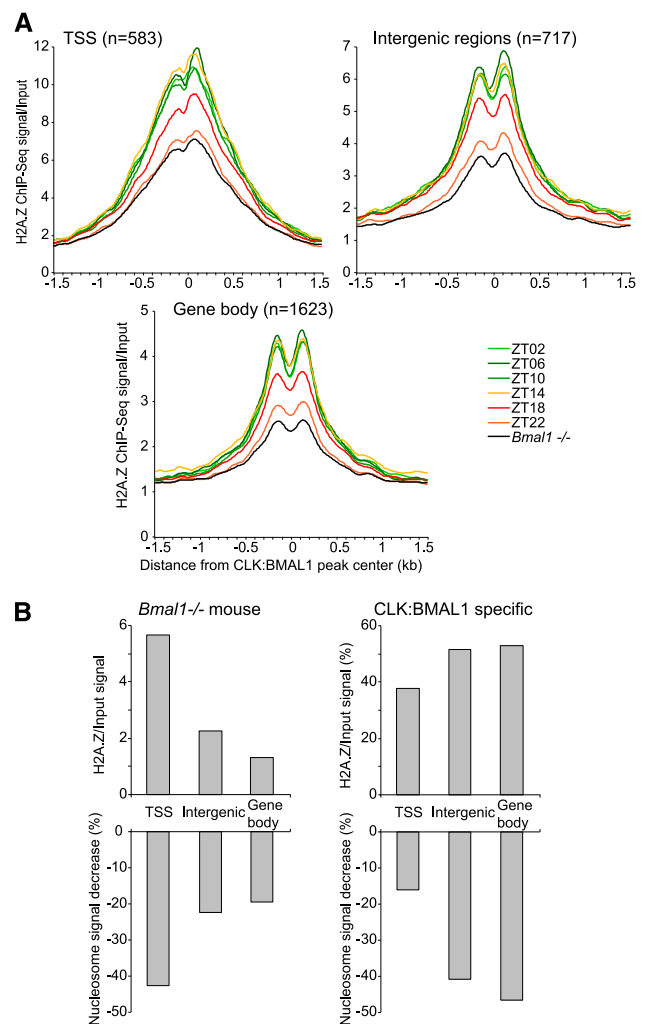 A
TSS (n=583)
H2A.Z ChIP-Seq signal/Input
12
10
8
6
4
2
0
-1.5 -1 -0.5 0 0.5 1 1.5
Intergenic regions (n=717)
7
6
5
4
3
2
1
0
-1.5 -1 -0.5 0 0.5 1 1.5
Gene body (n=1623)
H2A.Z ChIP-Seq signal/Input
5
4
3
2
1
0
-1.5 -1 -0.5 0 0.5 1 1.5
Distance from CLK:BMAL1 peak center (kb)
ZT02
ZT06
ZT10
ZT14
ZT18
ZT22
Bmal1 -/-
B
Bmal1-/- mouse
H2A.Z/Input signal
6
4
2
0
TSS Intergenic Gene body
Nucleosome signal decrease (%)
0
-10
-20
-30
-40
-50
CLK:BMAL1 specific
H2A.Z/Input signal (%)
60
40
20
0
TSS Intergenic Gene body
Nucleosome signal decrease (%)
0
-10
-20
-30
-40
-50